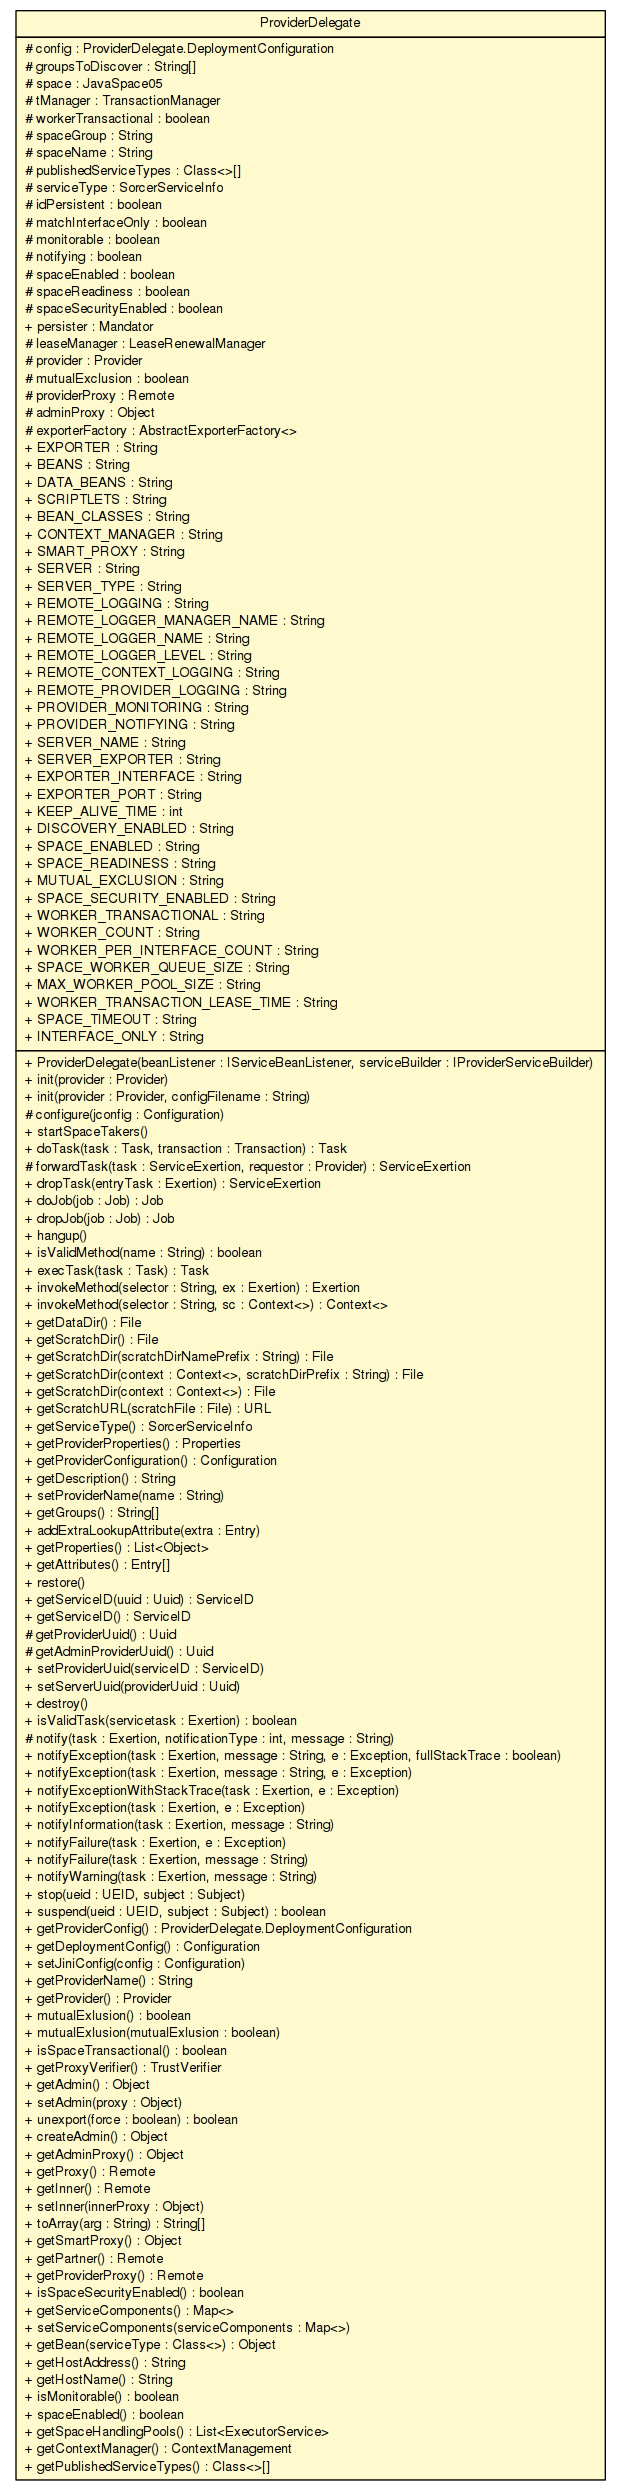 ProviderDelegate
# config : ProviderDelegate.DeploymentConfiguration
# groupsToDiscover : String[]
# space : JavaSpace05
# tManager : TransactionManager
# workerTransactional : boolean
# spaceGroup : String
# spaceName : String
# publishedServiceTypes : Class<>[]
# serviceType : SorcerServiceInfo
# idPersistent : boolean
# matchInterfaceOnly : boolean
# monitorable : boolean
# notifying : boolean
# spaceEnabled : boolean
# spaceReadiness : boolean
# spaceSecurityEnabled : boolean
+ persister : Mandator
# leaseManager : LeaseRenewalManager
# provider : Provider
# mutualExclusion : boolean
# providerProxy : Remote
# adminProxy : Object
# exporterFactory : AbstractExporterFactory<>
+ EXPORTER : String
+ BEANS : String
+ DATA_BEANS : String
+ SCRIPTLETS : String
+ BEAN_CLASSES : String
+ CONTEXT_MANAGER : String
+ SMART_PROXY : String
+ SERVER : String
+ SERVER_TYPE : String
+ REMOTE_LOGGING : String
+ REMOTE_LOGGER_MANAGER_NAME : String
+ REMOTE_LOGGER_NAME : String
+ REMOTE_LOGGER_LEVEL : String
+ REMOTE_CONTEXT_LOGGING : String
+ REMOTE_PROVIDER_LOGGING : String
+ PROVIDER_MONITORING : String
+ PROVIDER_NOTIFYING : String
+ SERVER_NAME : String
+ SERVER_EXPORTER : String
+ EXPORTER_INTERFACE : String
+ EXPORTER_PORT : String
+ KEEP_ALIVE_TIME : int
+ DISCOVERY_ENABLED : String
+ SPACE_ENABLED : String
+ SPACE_READINESS : String
+ MUTUAL_EXCLUSION : String
+ SPACE_SECURITY_ENABLED : String
+ WORKER_TRANSACTIONAL : String
+ WORKER_COUNT : String
+ WORKER_PER_INTERFACE_COUNT : String
+ SPACE_WORKER_QUEUE_SIZE : String
+ MAX_WORKER_POOL_SIZE : String
+ WORKER_TRANSACTION_LEASE_TIME : String
+ SPACE_TIMEOUT : String
+ INTERFACE_ONLY : String
+ ProviderDelegate(beanListener : IServiceBeanListener, serviceBuilder : IProviderServiceBuilder)
+ init(provider : Provider)
+ init(provider : Provider, configFilename : String)
# configure(jconfig : Configuration)
+ startSpaceTakers()
+ doTask(task : Task, transaction : Transaction) : Task
# forwardTask(task : ServiceExertion, requestor : Provider) : ServiceExertion
+ dropTask(entryTask : Exertion) : ServiceExertion
+ doJob(job : Job) : Job
+ dropJob(job : Job) : Job
+ hangup()
+ isValidMethod(name : String) : boolean
+ execTask(task : Task) : Task
+ invokeMethod(selector : String, ex : Exertion) : Exertion
+ invokeMethod(selector : String, sc : Context<>) : Context<>
+ getDataDir() : File
+ getScratchDir() : File
+ getScratchDir(scratchDirNamePrefix : String) : File
+ getScratchDir(context : Context<>, scratchDirPrefix : String) : File
+ getScratchDir(context : Context<>) : File
+ getScratchURL(scratchFile : File) : URL
+ getServiceType() : SorcerServiceInfo
+ getProviderProperties() : Properties
+ getProviderConfiguration() : Configuration
+ getDescription() : String
+ setProviderName(name : String)
+ getGroups() : String[]
+ addExtraLookupAttribute(extra : Entry)
+ getProperties() : List<Object>
+ getAttributes() : Entry[]
+ restore()
+ getServiceID(uuid : Uuid) : ServiceID
+ getServiceID() : ServiceID
# getProviderUuid() : Uuid
# getAdminProviderUuid() : Uuid
+ setProviderUuid(serviceID : ServiceID)
+ setServerUuid(providerUuid : Uuid)
+ destroy()
+ isValidTask(servicetask : Exertion) : boolean
# notify(task : Exertion, notificationType : int, message : String)
+ notifyException(task : Exertion, message : String, e : Exception, fullStackTrace : boolean)
+ notifyException(task : Exertion, message : String, e : Exception)
+ notifyExceptionWithStackTrace(task : Exertion, e : Exception)
+ notifyException(task : Exertion, e : Exception)
+ notifyInformation(task : Exertion, message : String)
+ notifyFailure(task : Exertion, e : Exception)
+ notifyFailure(task : Exertion, message : String)
+ notifyWarning(task : Exertion, message : String)
+ stop(ueid : UEID, subject : Subject)
+ suspend(ueid : UEID, subject : Subject) : boolean
+ getProviderConfig() : ProviderDelegate.DeploymentConfiguration
+ getDeploymentConfig() : Configuration
+ setJiniConfig(config : Configuration)
+ getProviderName() : String
+ getProvider() : Provider
+ mutualExlusion() : boolean
+ mutualExlusion(mutualExlusion : boolean)
+ isSpaceTransactional() : boolean
+ getProxyVerifier() : TrustVerifier
+ getAdmin() : Object
+ setAdmin(proxy : Object)
+ unexport(force : boolean) : boolean
+ createAdmin() : Object
+ getAdminProxy() : Object
+ getProxy() : Remote
+ getInner() : Remote
+ setInner(innerProxy : Object)
+ toArray(arg : String) : String[]
+ getSmartProxy() : Object
+ getPartner() : Remote
+ getProviderProxy() : Remote
+ isSpaceSecurityEnabled() : boolean
+ getServiceComponents() : Map<>
+ setServiceComponents(serviceComponents : Map<>)
+ getBean(serviceType : Class<>) : Object
+ getHostAddress() : String
+ getHostName() : String
+ isMonitorable() : boolean
+ spaceEnabled() : boolean
+ getSpaceHandlingPools() : List<ExecutorService>
+ getContextManager() : ContextManagement
+ getPublishedServiceTypes() : Class<>[]